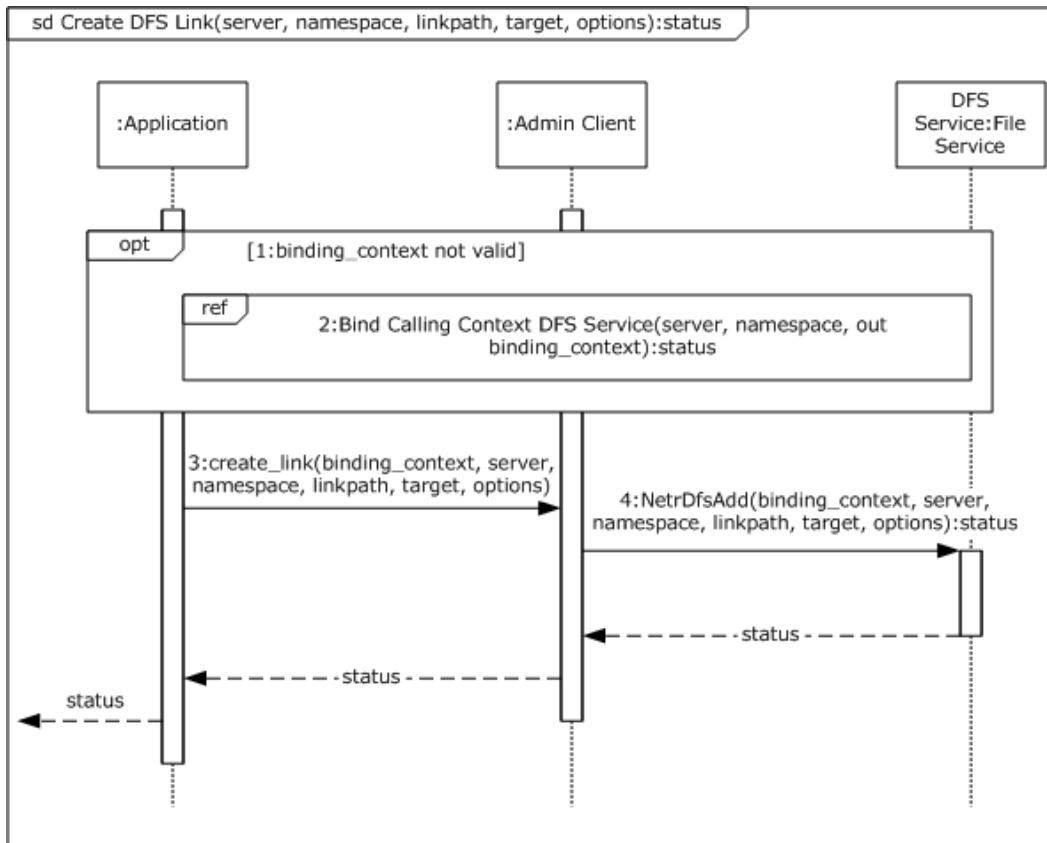 sd Create DFS Link(server, namespace, linkpath, target, options):status
:Application
:Admin Client
DFS
Service:File
Service
opt
[1:binding_context not valid]
ref
2:Bind Calling Context DFS Service(server, namespace, out
binding_context):status
3:create_link(binding_context, server,
namespace, linkpath, target, options)
4:NetrDfsAdd(binding_context, server,
namespace, linkpath, target, options):status
status
status
status